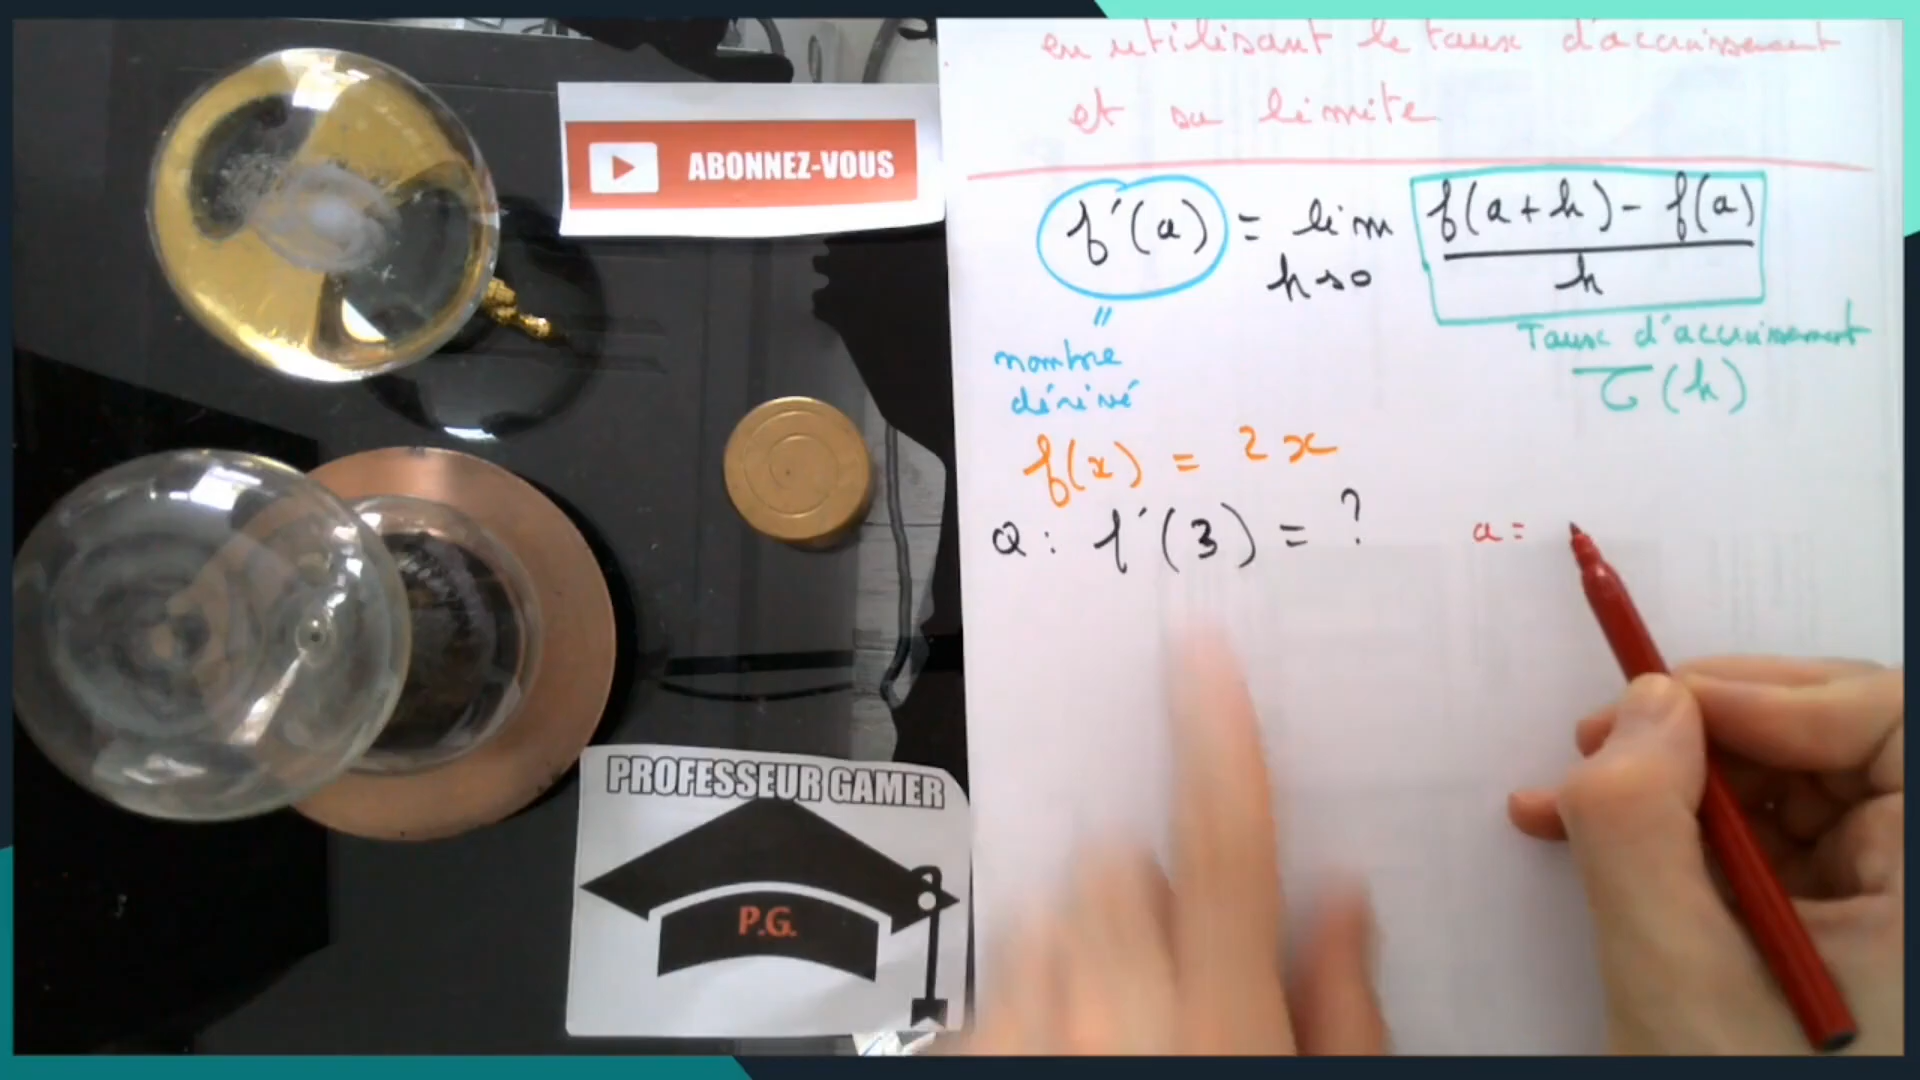 ABONNEZ-VOUS
PROFESSEUR GAMER
P.G.
en utilisant le taux d'accroissement
et sa limite
f'(a) = lim f(a+h) - f(a)
h→0 h
"
nombre
dérivé
Taux d'accroissement
τ(h)
f(x) = 2x
Q : f'(3) = ? a =